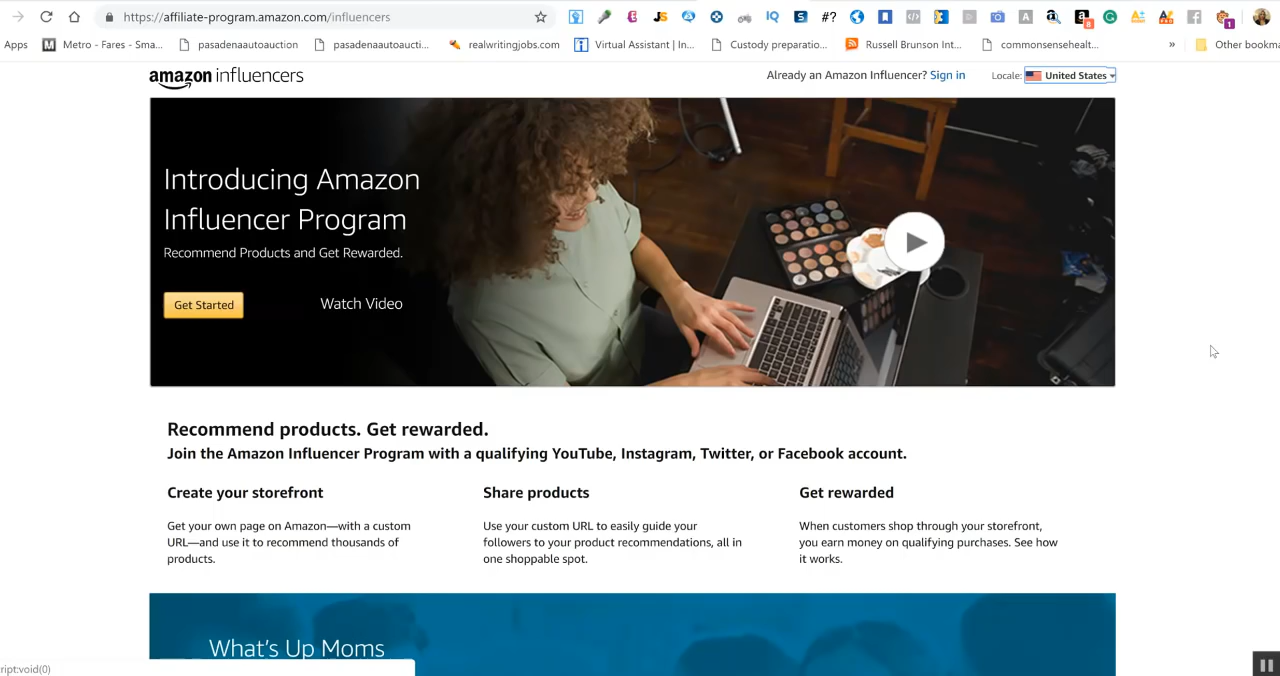 https://affiliate-program.amazon.com/influencers
JS
IQ
S
#?
A
a
8
f
1
Apps
M
Metro - Fares - Sma...
pasadenaautoauction
pasadenaautoaucti...
realwritingjobs.com
Virtual Assistant | In...
Custody preparatio...
Russell Brunson Int...
commonsensehealt...
»
Other bookma
amazon influencers
Already an Amazon Influencer? Sign in
Locale: United States
Introducing Amazon
Influencer Program
Recommend Products and Get Rewarded.
Get Started
Watch Video
Recommend products. Get rewarded.
Join the Amazon Influencer Program with a qualifying YouTube, Instagram, Twitter, or Facebook account.
Create your storefront
Get your own page on Amazon—with a custom
URL—and use it to recommend thousands of
products.
Share products
Use your custom URL to easily guide your
followers to your product recommendations, all in
one shoppable spot.
Get rewarded
When customers shop through your storefront,
you earn money on qualifying purchases. See how
it works.
What's Up Moms
ript:void(0)